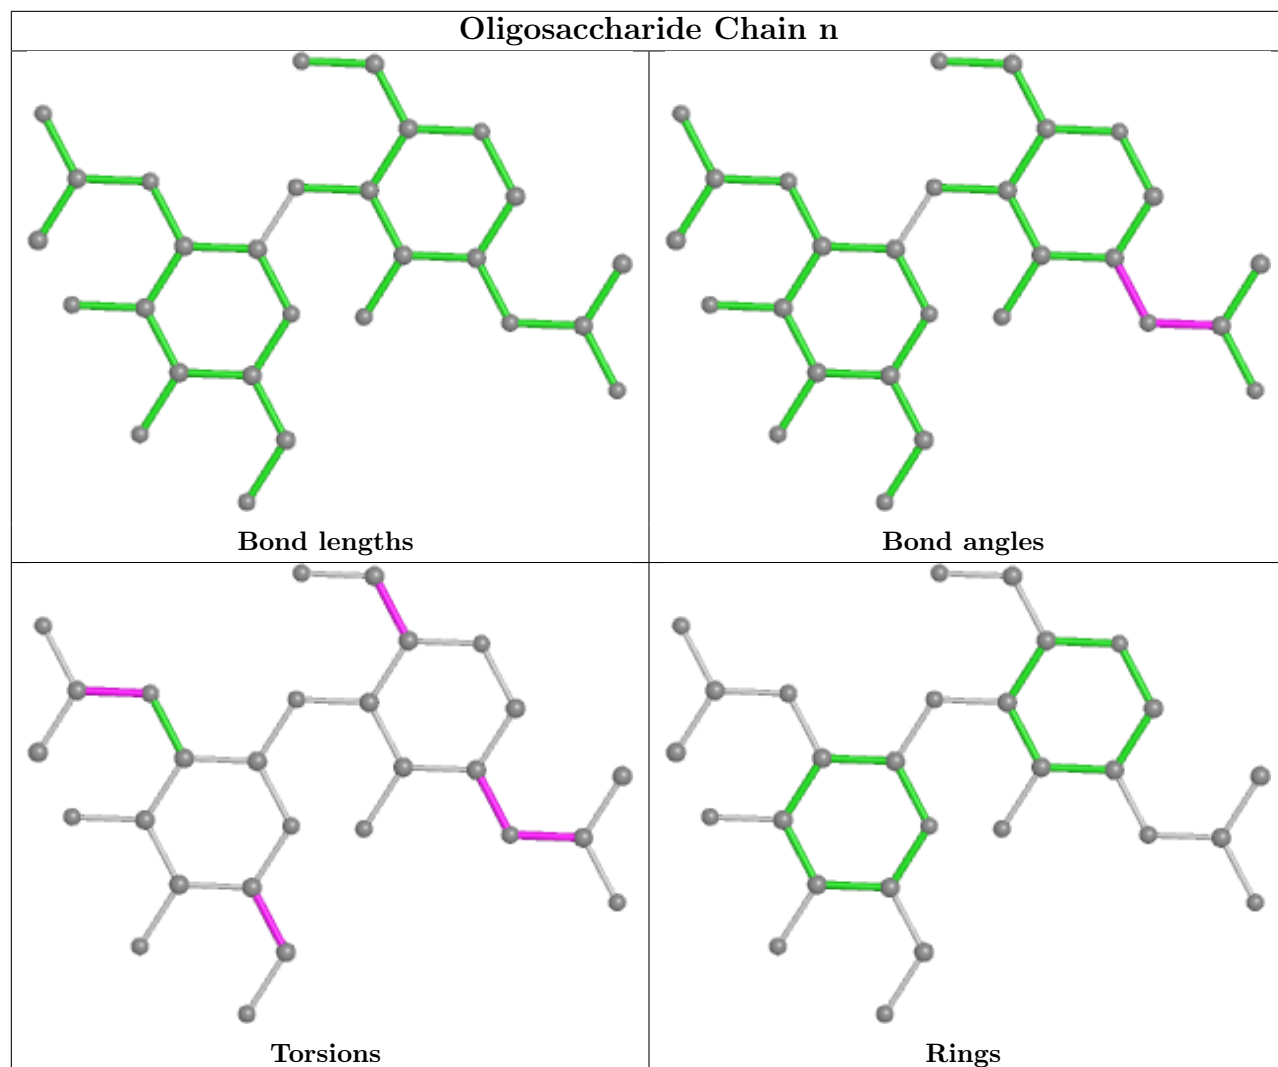 Oligosaccharide Chain n
Bond lengths
Bond angles
Torsions
Rings